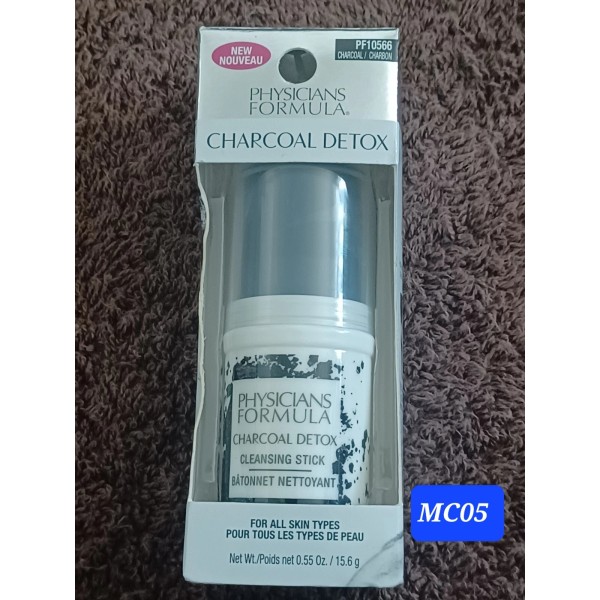 NEW
NOUVEAU
PF10566
CHARCOAL / CHARBON
PHYSICIANS
FORMULA®
CHARCOAL DETOX
PHYSICIANS
FORMULA
CHARCOAL DETOX
CLEANSING STICK
BÂTONNET NETTOYANT
FOR ALL SKIN TYPES
POUR TOUS LES TYPES DE PEAU
Net Wt./Poids net 0.55 Oz. / 15.6 g
MC05